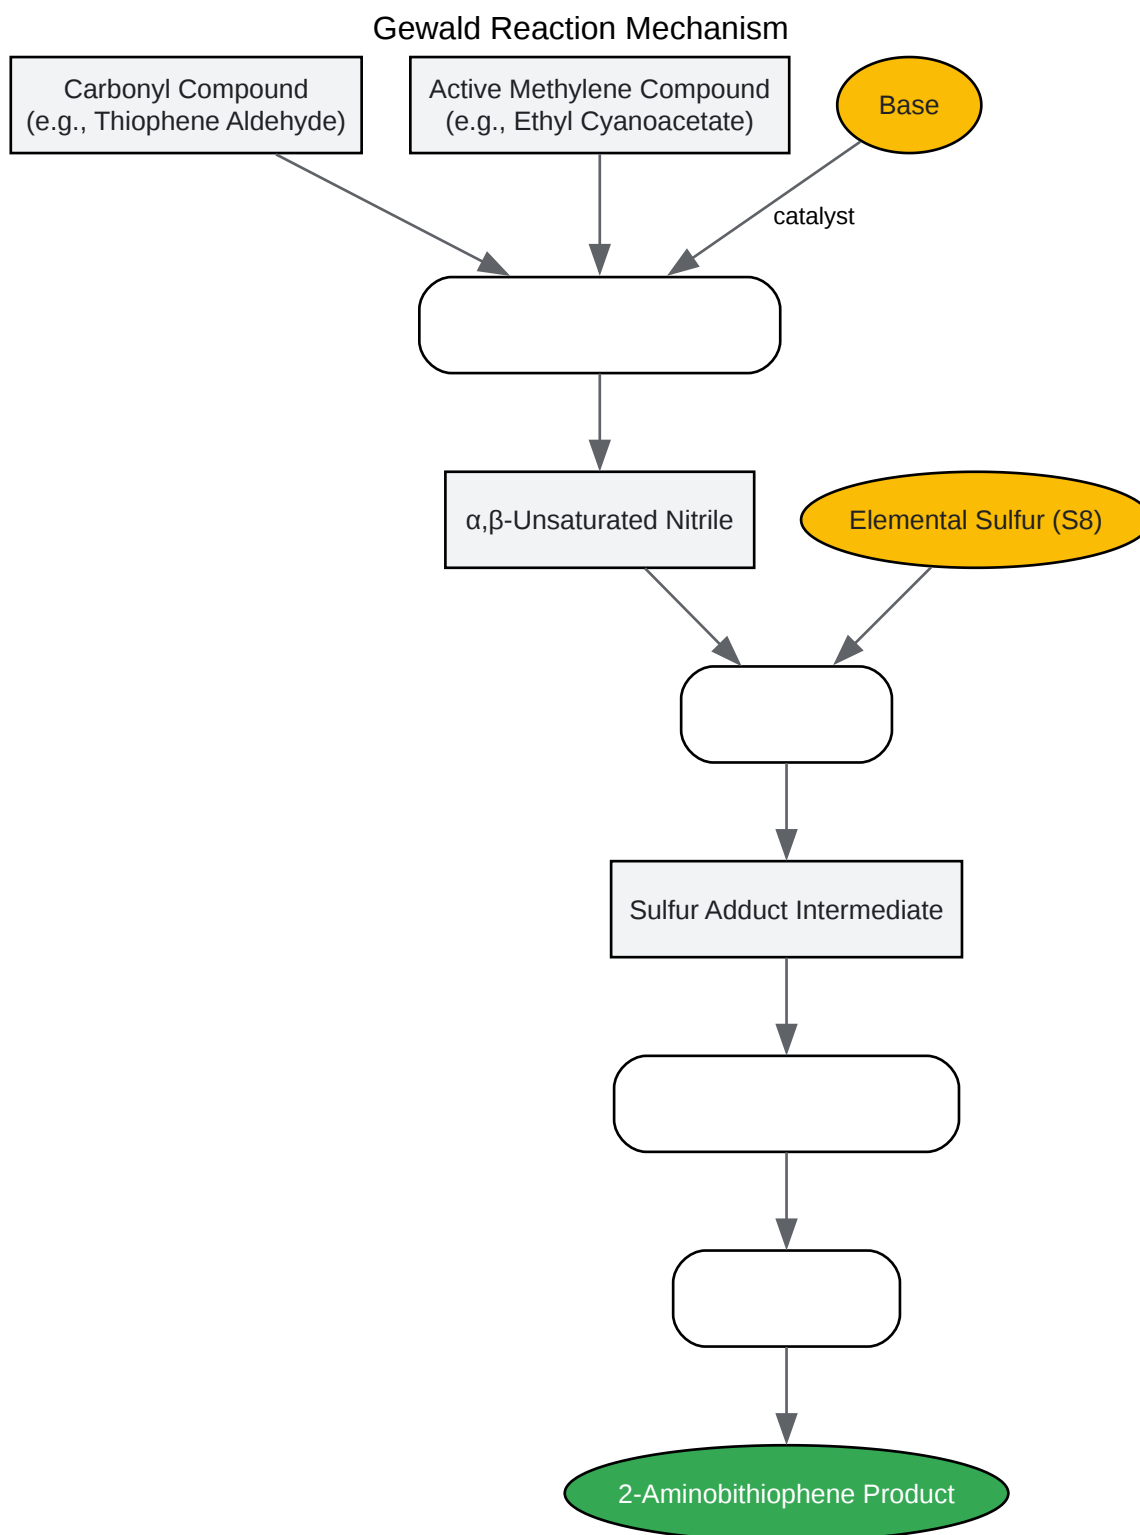 Gewald Reaction Mechanism
Carbonyl Compound
(e.g., Thiophene Aldehyde)
Active Methylene Compound
(e.g., Ethyl Cyanoacetate)
Base
catalyst
α,β-Unsaturated Nitrile
Elemental Sulfur (S8)
Sulfur Adduct Intermediate
2-Aminobithiophene Product